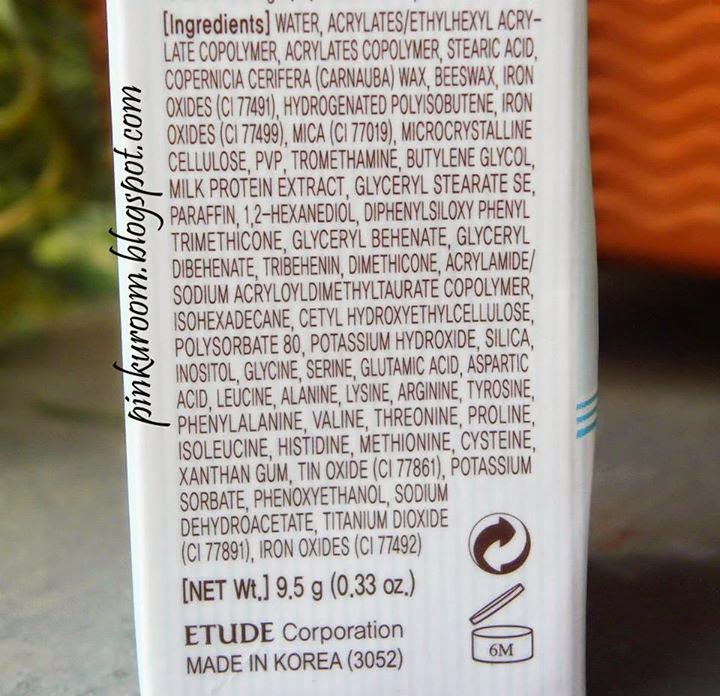 [Ingredients] WATER, ACRYLATES/ETHYLHEXYL ACRY-
LATE COPOLYMER, ACRYLATES COPOLYMER, STEARIC ACID,
COPERNICIA CERIFERA (CARNAUBA) WAX, BEESWAX, IRON
OXIDES (CI 77491), HYDROGENATED POLYISOBUTENE, IRON
OXIDES (CI 77499), MICA (CI 77019), MICROCRYSTALLINE
CELLULOSE, PVP, TROMETHAMINE, BUTYLENE GLYCOL,
MILK PROTEIN EXTRACT, GLYCERYL STEARATE SE,
PARAFFIN, 1,2-HEXANEDIOL, DIPHENYLSILOXY PHENYL
TRIMETHICONE, GLYCERYL BEHENATE, GLYCERYL
DIBEHENATE, TRIBEHENIN, DIMETHICONE, ACRYLAMIDE/
SODIUM ACRYLOYLDIMETHYLTAURATE COPOLYMER,
ISOHEXADECANE, CETYL HYDROXYETHYLCELLULOSE,
POLYSORBATE 80, POTASSIUM HYDROXIDE, SILICA,
INOSITOL, GLYCINE, SERINE, GLUTAMIC ACID, ASPARTIC
ACID, LEUCINE, ALANINE, LYSINE, ARGININE, TYROSINE,
PHENYLALANINE, VALINE, THREONINE, PROLINE,
ISOLEUCINE, HISTIDINE, METHIONINE, CYSTEINE,
XANTHAN GUM, TIN OXIDE (CI 77861), POTASSIUM
SORBATE, PHENOXYETHANOL, SODIUM
DEHYDROACETATE, TITANIUM DIOXIDE
(CI 77891), IRON OXIDES (CI 77492)
[NET Wt.] 9.5 g (0.33 oz.)
ETUDE Corporation
MADE IN KOREA (3052)
6M
pinkuroom.blogspot.com